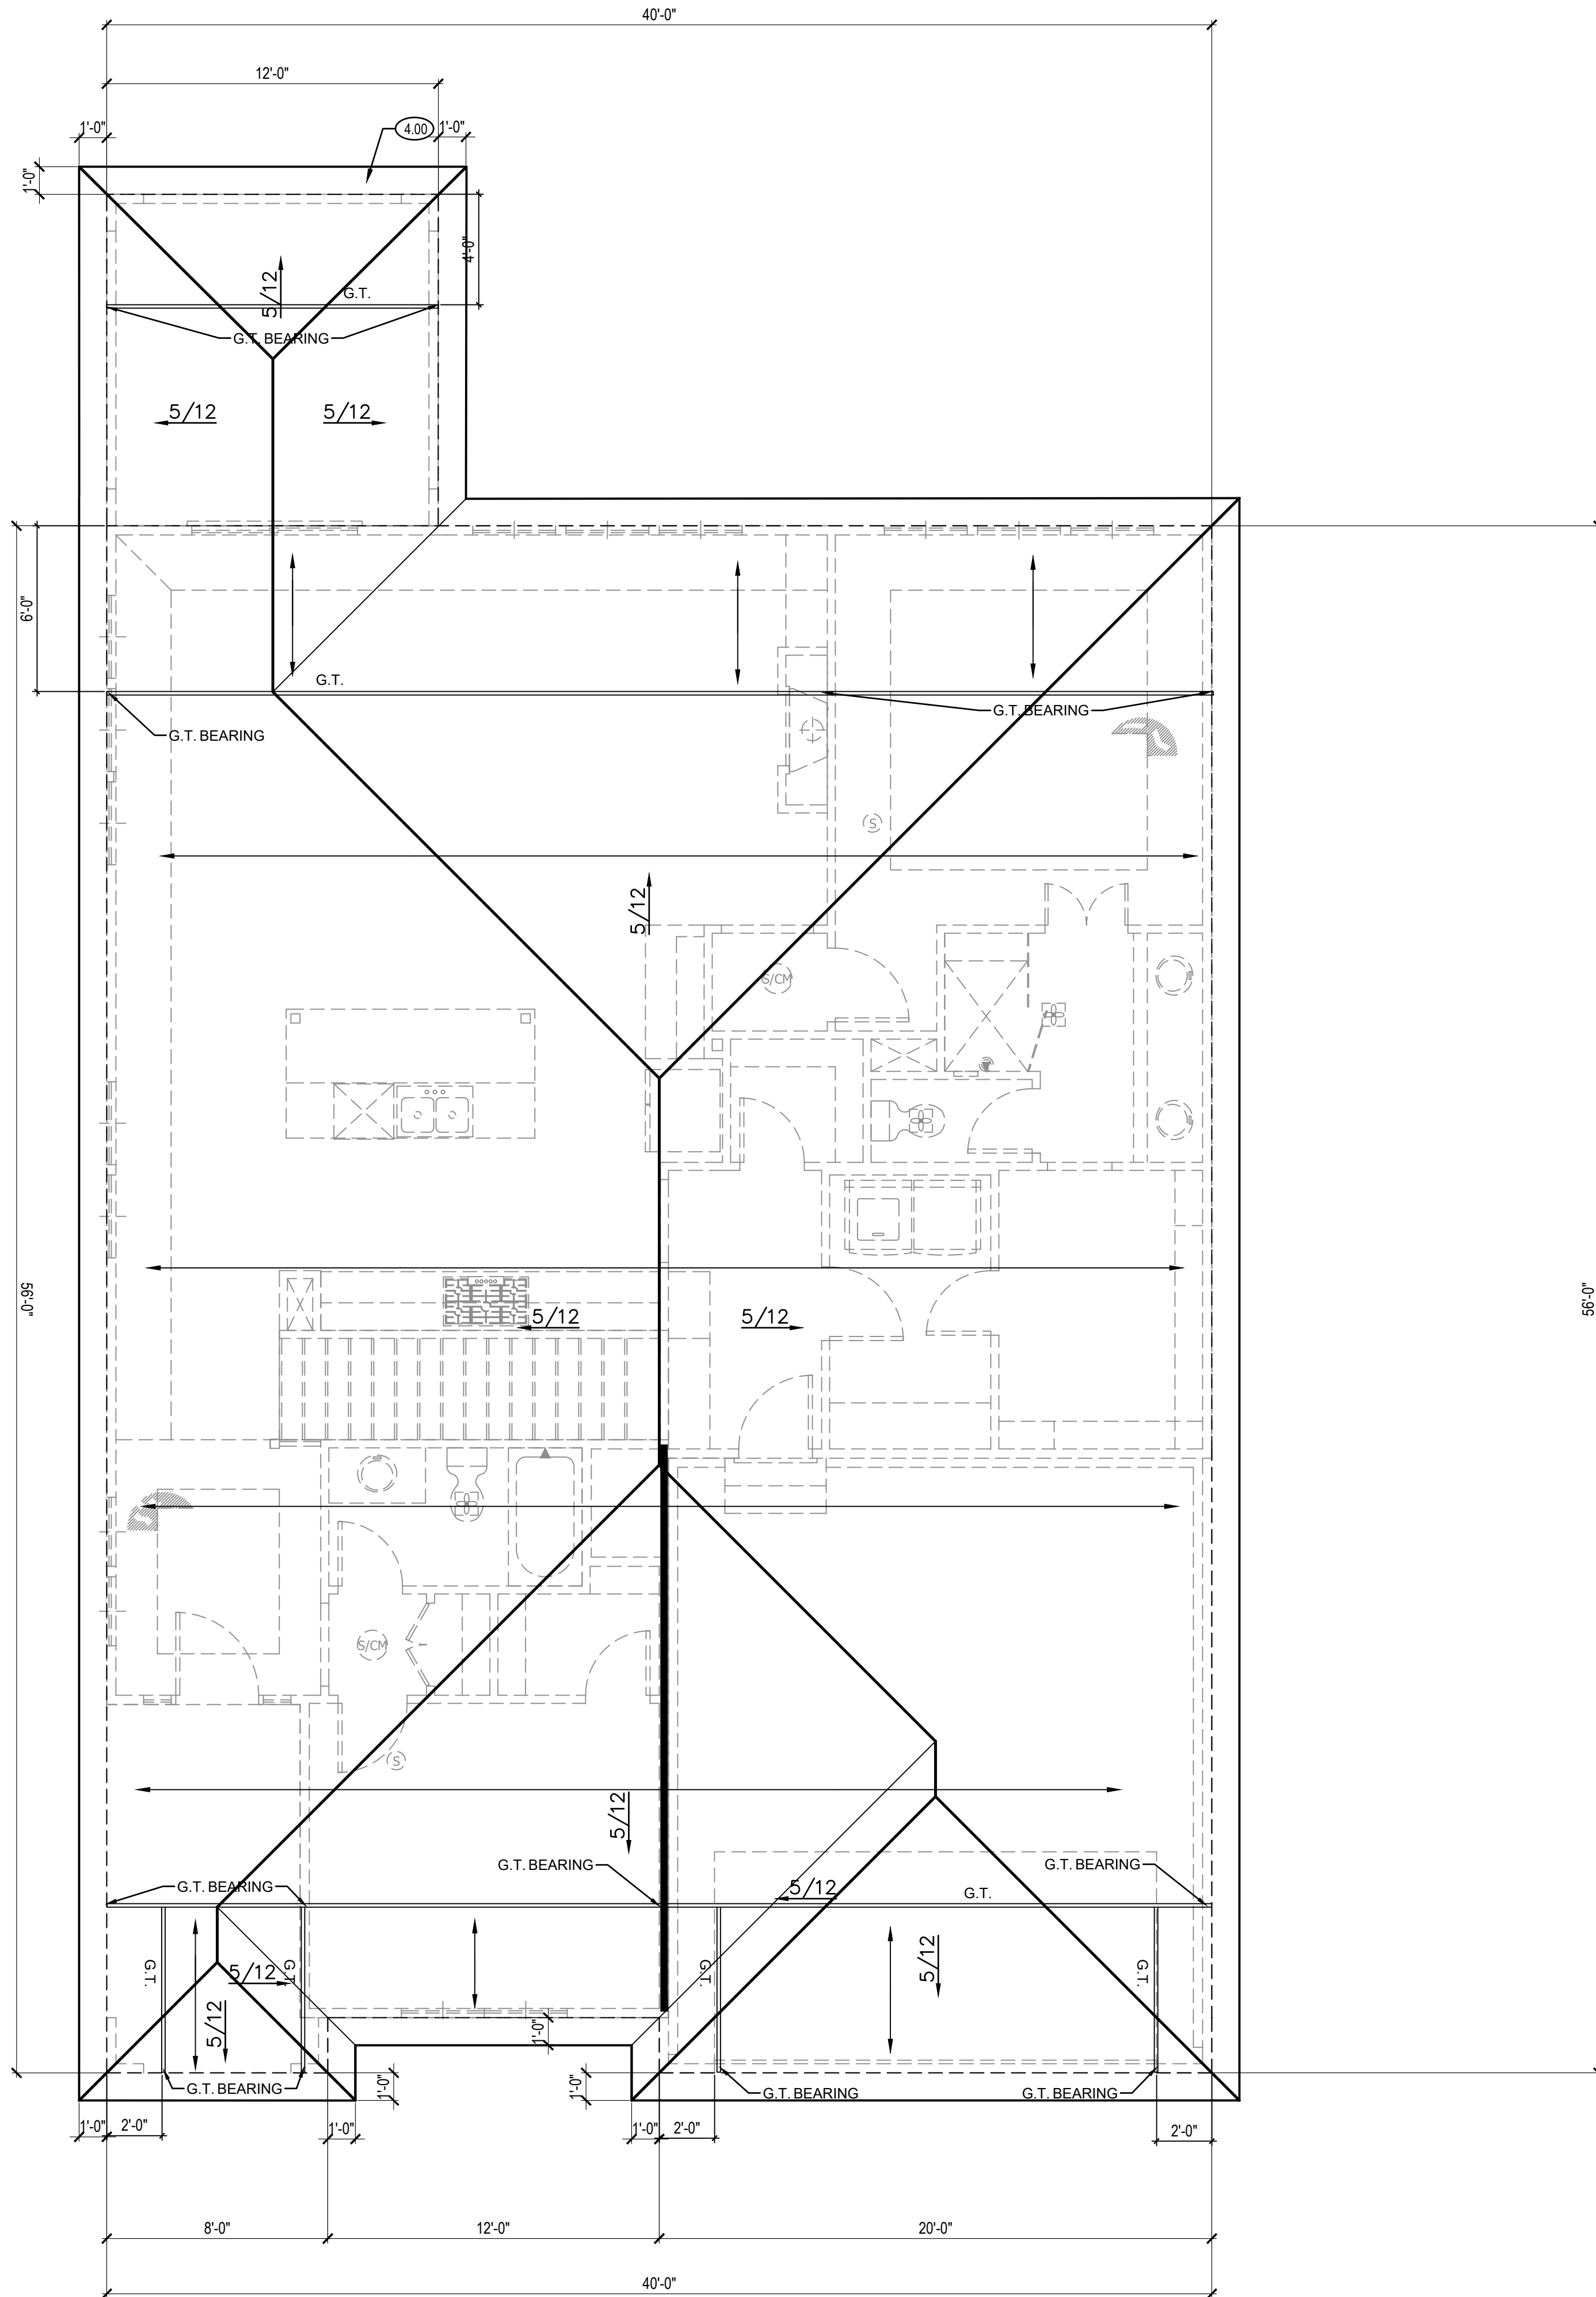 40'-0"
12'-0"
1'-0"
4.00
1'-0"
1'-0"
4'-0"
5/12
G.T.
G.T. BEARING
5/12
5/12
6'-0"
G.T.
G.T. BEARING
G.T. BEARING
S
5/12
S/CM
56'-0"
56'-0"
5/12
5/12
S/CM
S
5/12
G.T. BEARING
G.T. BEARING
G.T. BEARING
5/12
G.T.
G.T.
G.T.
G.T.
G.T.
5/12
5/12
5/12
1'-0"
G.T. BEARING
1'-0"
1'-0"
G.T. BEARING
G.T. BEARING
1'-0"
2'-0"
1'-0"
1'-0"
2'-0"
2'-0"
8'-0"
12'-0"
20'-0"
40'-0"